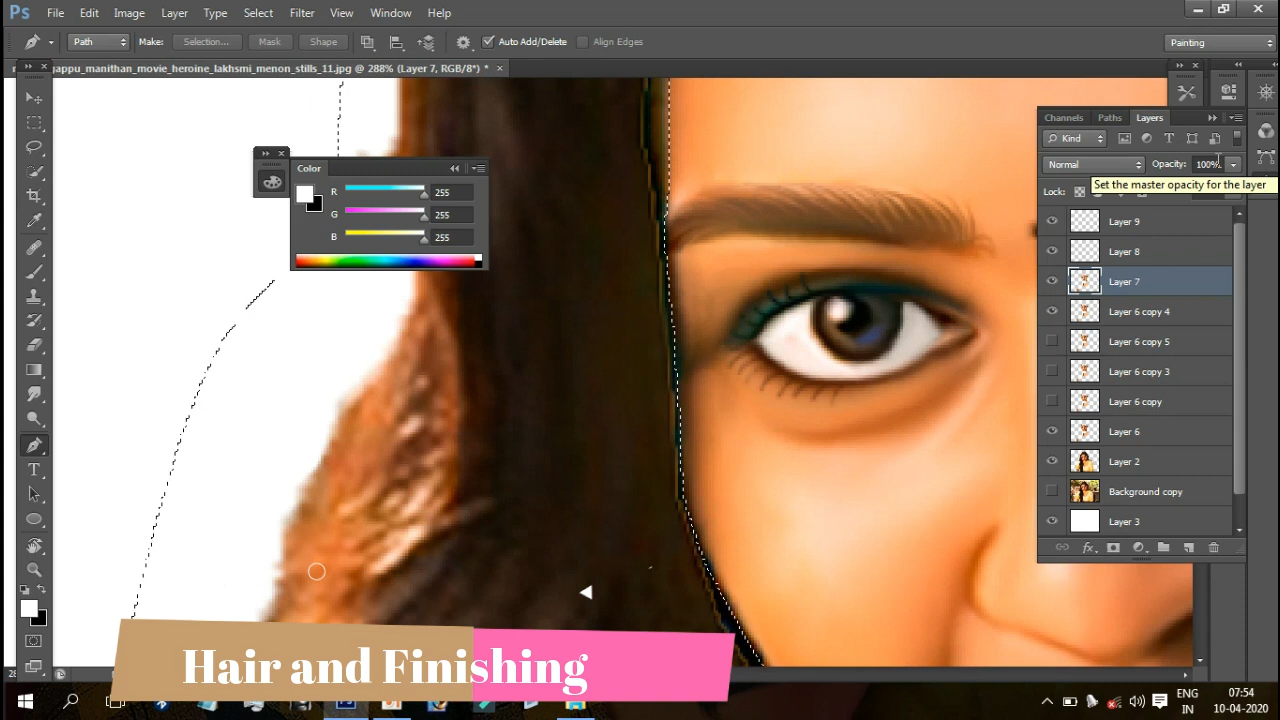 Ps File Edit Image Layer Type Select Filter View Window Help
Path Make: Selection... Mask Shape Auto Add/Delete Align Edges Painting
gappu_manithan_movie_heroine_lakhsmi_menon_stills_11.jpg @ 288% (Layer 7, RGB/8*) * ×
Color
R 255
G 255
B 255
Channels Paths Layers
Kind
Normal Opacity: 100%
Set the master opacity for the layer
Lock:
Layer 9
Layer 8
Layer 7
Layer 6 copy 4
Layer 6 copy 5
Layer 6 copy 3
Layer 6 copy
Layer 6
Layer 2
Background copy
Layer 3
fx
Hair and Finishing
ENG
IN
07:54
10-04-2020